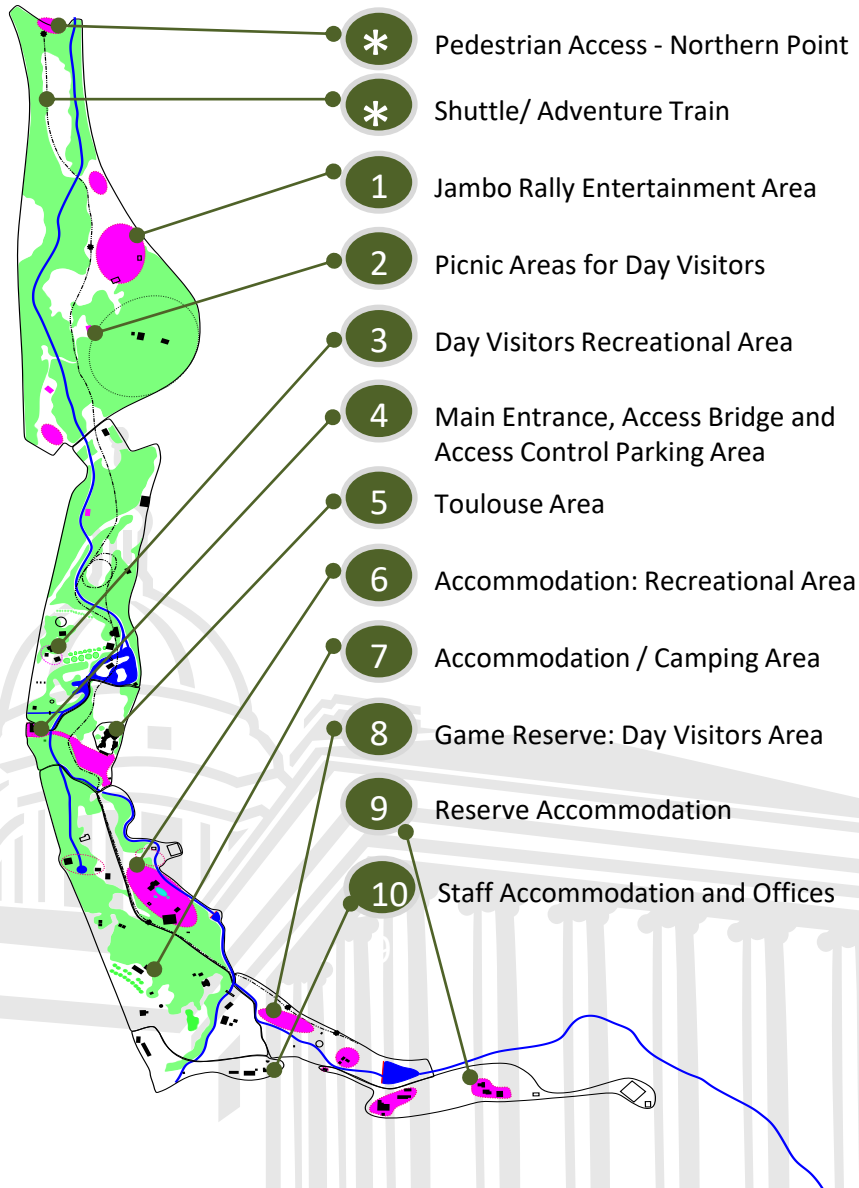 * Pedestrian Access - Northern Point
* Shuttle/ Adventure Train
1 Jambo Rally Entertainment Area
2 Picnic Areas for Day Visitors
3 Day Visitors Recreational Area
4 Main Entrance, Access Bridge and
Access Control Parking Area
5 Toulouse Area
6 Accommodation: Recreational Area
7 Accommodation / Camping Area
8 Game Reserve: Day Visitors Area
9 Reserve Accommodation
10 Staff Accommodation and Offices
9